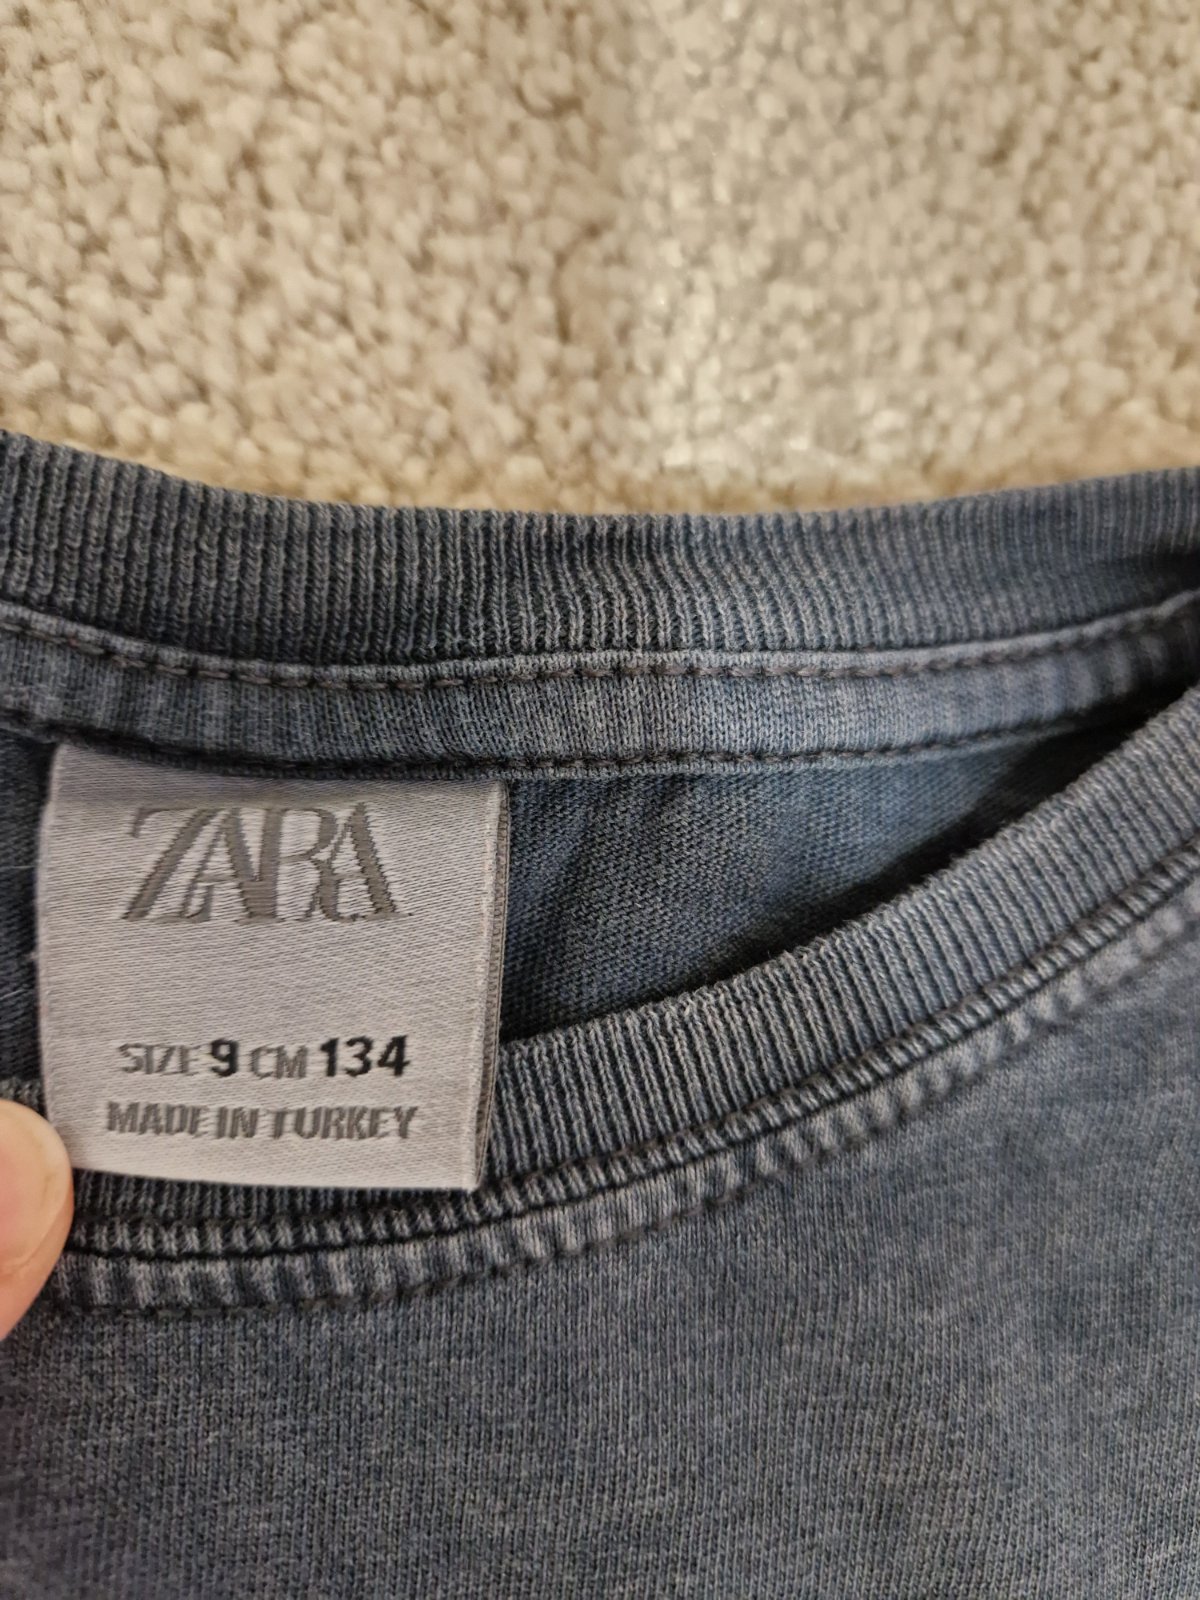 ZARA
SIZE 9 CM 134
MADE IN TURKEY